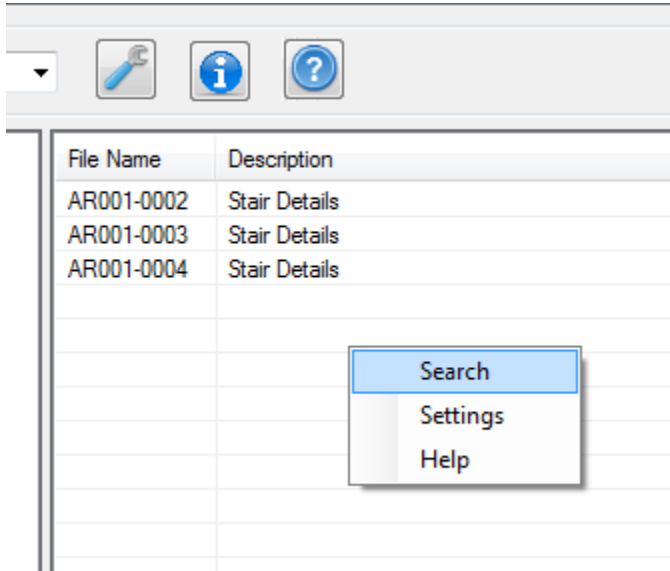 File Name Description
AR001-0002 Stair Details
AR001-0003 Stair Details
AR001-0004 Stair Details
Search
Settings
Help